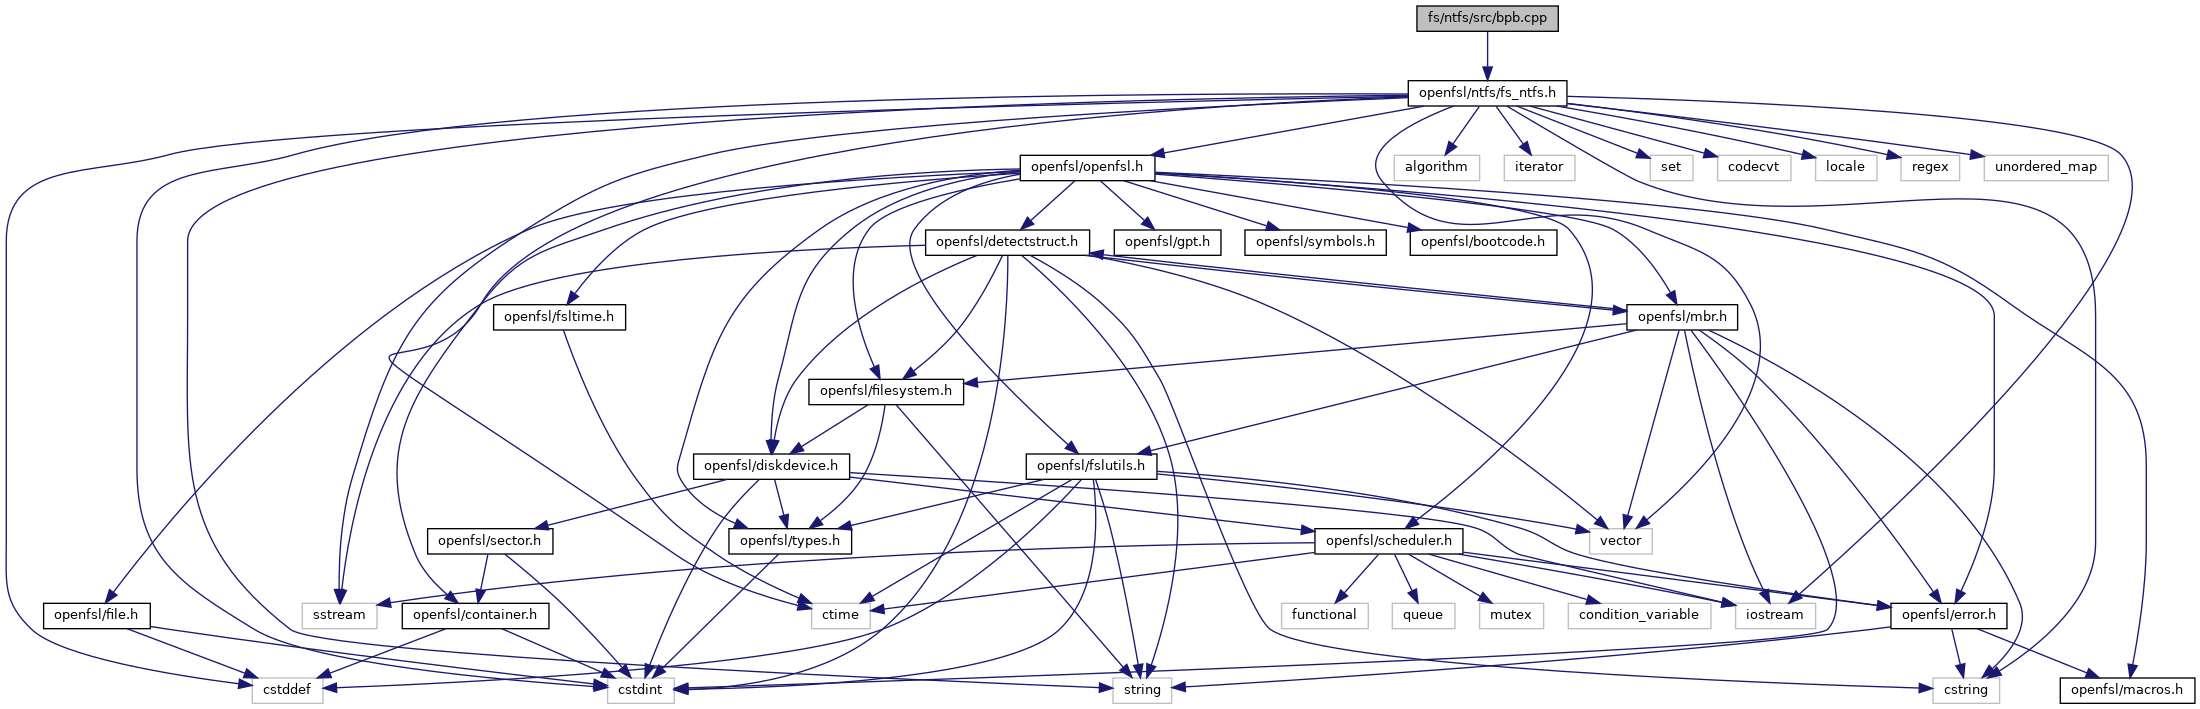 fs/ntfs/src/bpb.cpp
openfsl/ntfs/fs_ntfs.h
openfsl/openfsl.h
algorithm
iterator
set
codecvt
locale
regex
unordered_map
openfsl/detectstruct.h
openfsl/gpt.h
openfsl/symbols.h
openfsl/bootcode.h
openfsl/fsltime.h
openfsl/mbr.h
openfsl/filesystem.h
openfsl/diskdevice.h
openfsl/fslutils.h
openfsl/sector.h
openfsl/types.h
openfsl/scheduler.h
vector
openfsl/file.h
sstream
openfsl/container.h
ctime
functional
queue
mutex
condition_variable
iostream
openfsl/error.h
cstddef
cstdint
string
cstring
openfsl/macros.h